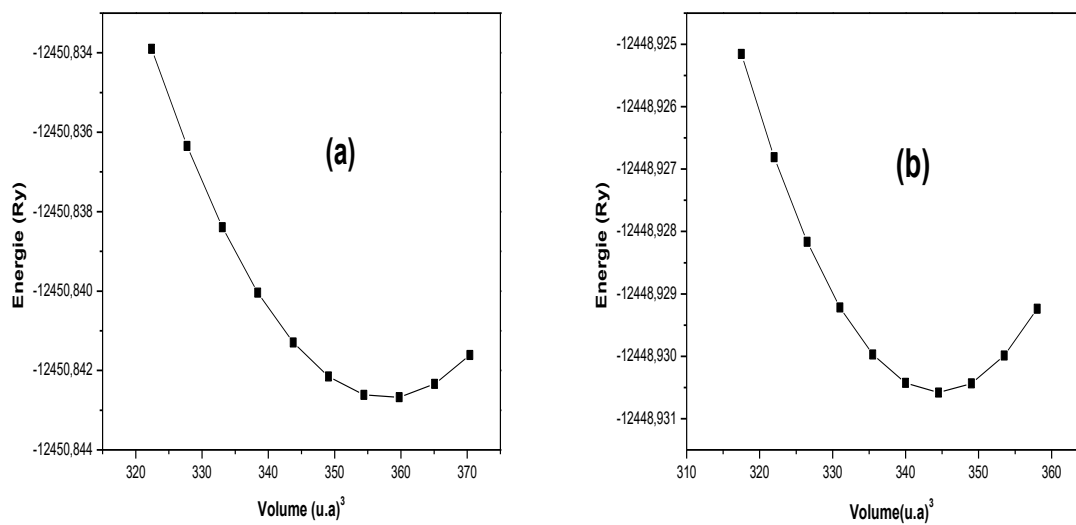 -12450,834
-12450,836
-12450,838
-12450,840
-12450,842
-12450,844
Energie (Ry)
(a)
320 330 340 350 360 370
Volume (u.a)³
-12448,925
-12448,926
-12448,927
-12448,928
-12448,929
-12448,930
-12448,931
Energie (Ry)
(b)
310 320 330 340 350 360
Volume(u.a)³